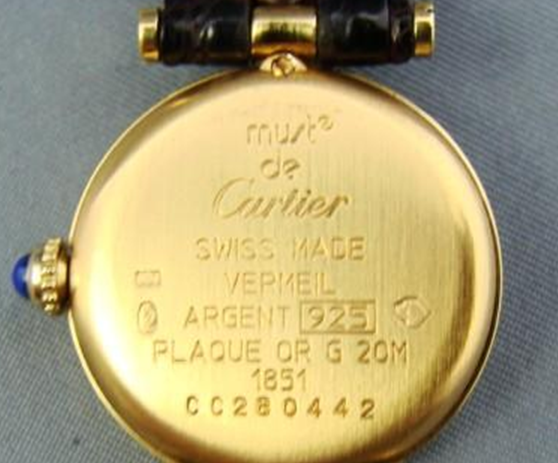 must
de
Cartier
SWISS MADE
VERMEIL
ARGENT 925
PLAQUE OR G 20M
1851
CC280442